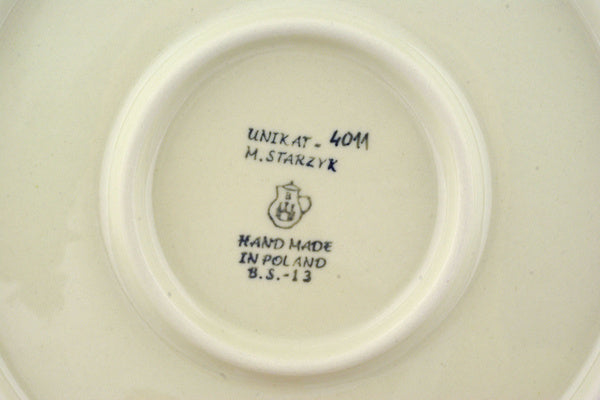 UNIKAT - 4011
M. STARZYK
B
HAND MADE
IN POLAND
B.S.-13